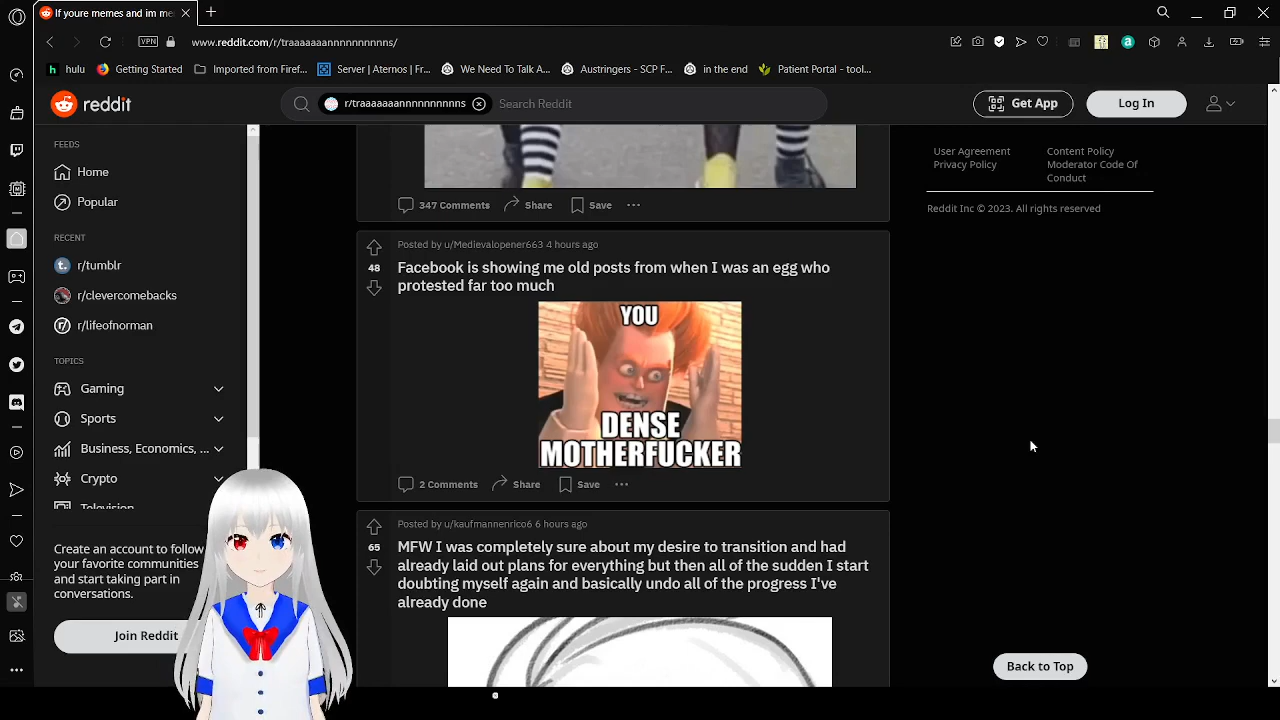 If youre memes and im me
www.reddit.com/r/traaaaaaannnnnnnnnns/
VPN
hulu
Getting Started
Imported from Firef...
Server | Aternos | Fr...
We Need To Talk A...
Austringers - SCP F...
in the end
Patient Portal - tool...
reddit
r/traaaaaaannnnnnnnnns
Search Reddit
Get App
Log In
FEEDS
Home
Popular
RECENT
r/tumblr
r/clevercomebacks
r/lifeofnorman
TOPICS
Gaming
Sports
Business, Economics, ...
Crypto
Television
Create an account to follow
your favorite communities
and start taking part in
conversations.
Join Reddit
347 Comments
Share
Save
Posted by u/Medievalopener663 4 hours ago
48
Facebook is showing me old posts from when I was an egg who
protested far too much
YOU
DENSE
MOTHERFUCKER
2 Comments
Share
Save
Posted by u/kaufmannenrico6 6 hours ago
65
MFW I was completely sure about my desire to transition and had
already laid out plans for everything but then all of the sudden I start
doubting myself again and basically undo all of the progress I've
already done
User Agreement
Privacy Policy
Content Policy
Moderator Code Of
Conduct
Reddit Inc © 2023. All rights reserved
Back to Top